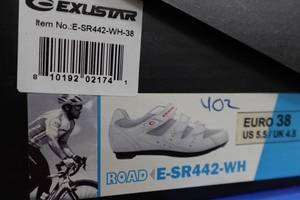 EXUSTAR
Item No.:E-SR442-WH-38
8 10192 02174 1
402
EURO 38
US 5.5 / UK 4.5
ROAD E-SR442-WH